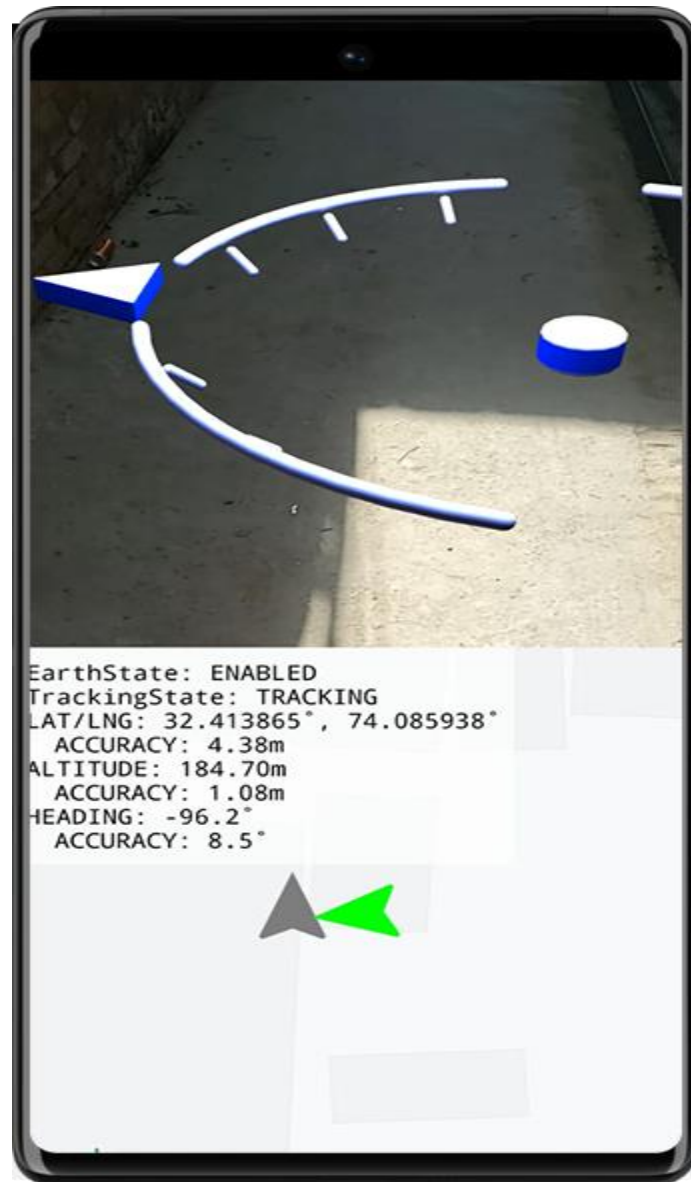 EarthState: ENABLED
TrackingState: TRACKING
LAT/LNG: 32.413865°, 74.085938°
ACCURACY: 4.38m
ALTITUDE: 184.70m
ACCURACY: 1.08m
HEADING: -96.2°
ACCURACY: 8.5°